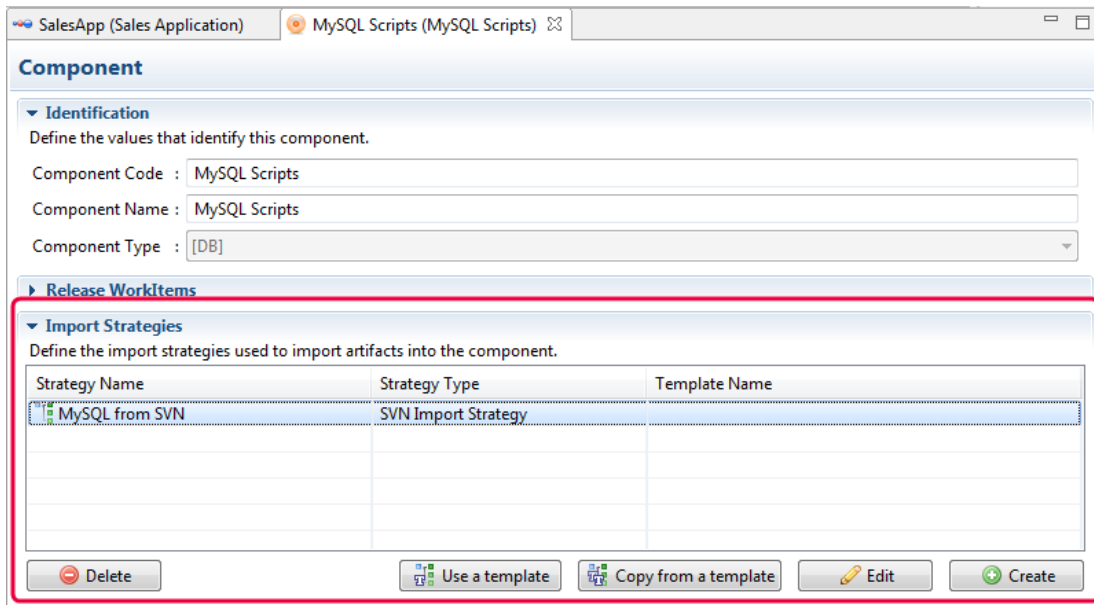 SalesApp (Sales Application) MySQL Scripts (MySQL Scripts)
Component
Identification
Define the values that identify this component.
Component Code : MySQL Scripts
Component Name : MySQL Scripts
Component Type : [DB]
Release WorkItems
Import Strategies
Define the import strategies used to import artifacts into the component.
Strategy Name Strategy Type Template Name
MySQL from SVN SVN Import Strategy
Delete Use a template Copy from a template Edit Create